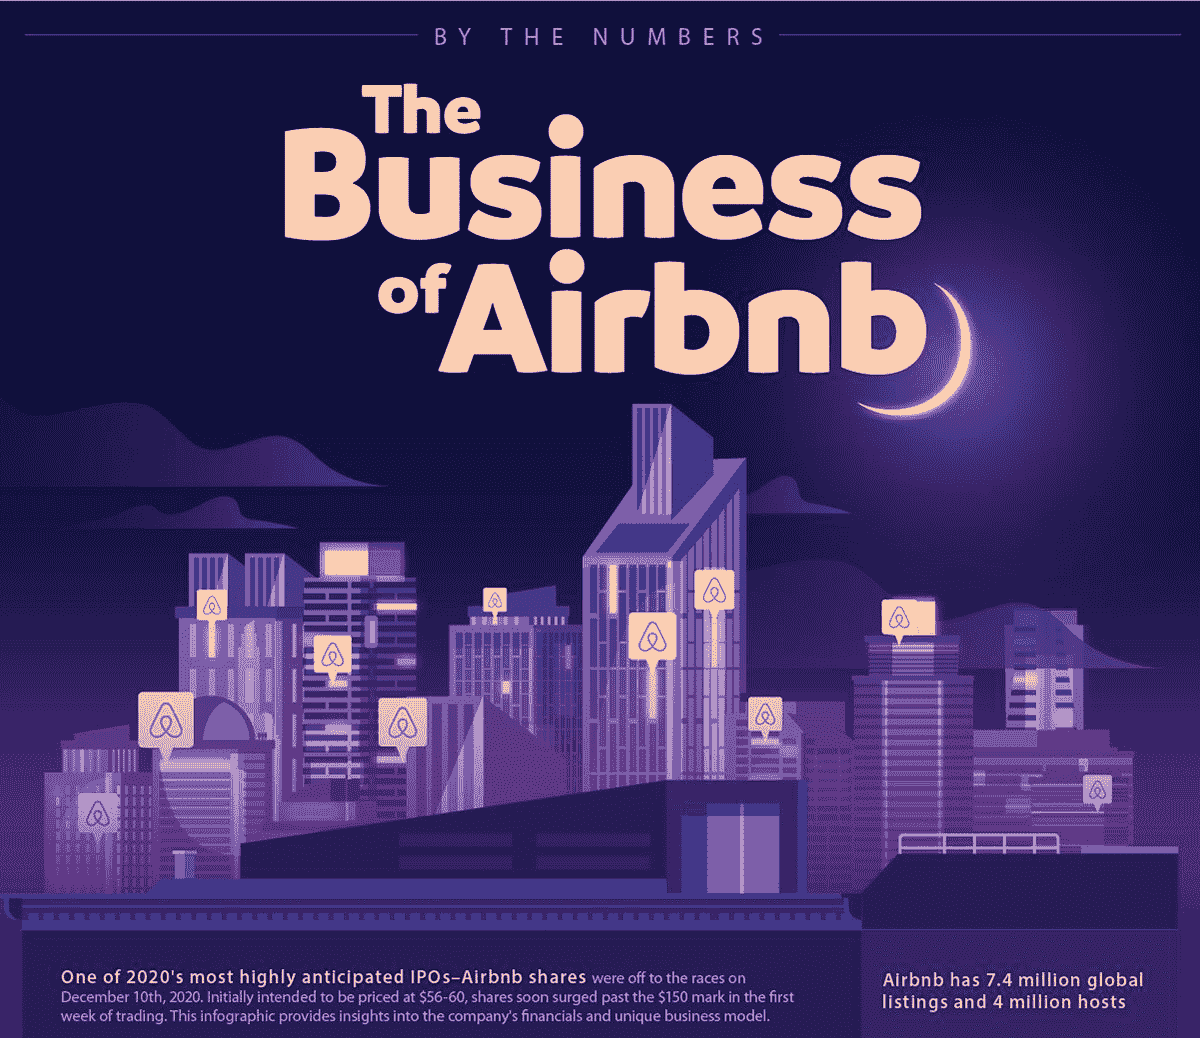 BY THE NUMBERS
The
Business
of Airbnb
One of 2020's most highly anticipated IPOs–Airbnb shares were off to the races on
December 10th, 2020. Initially intended to be priced at $56-60, shares soon surged past the $150 mark in the first
week of trading. This infographic provides insights into the company's financials and unique business model.
Airbnb has 7.4 million global
listings and 4 million hosts